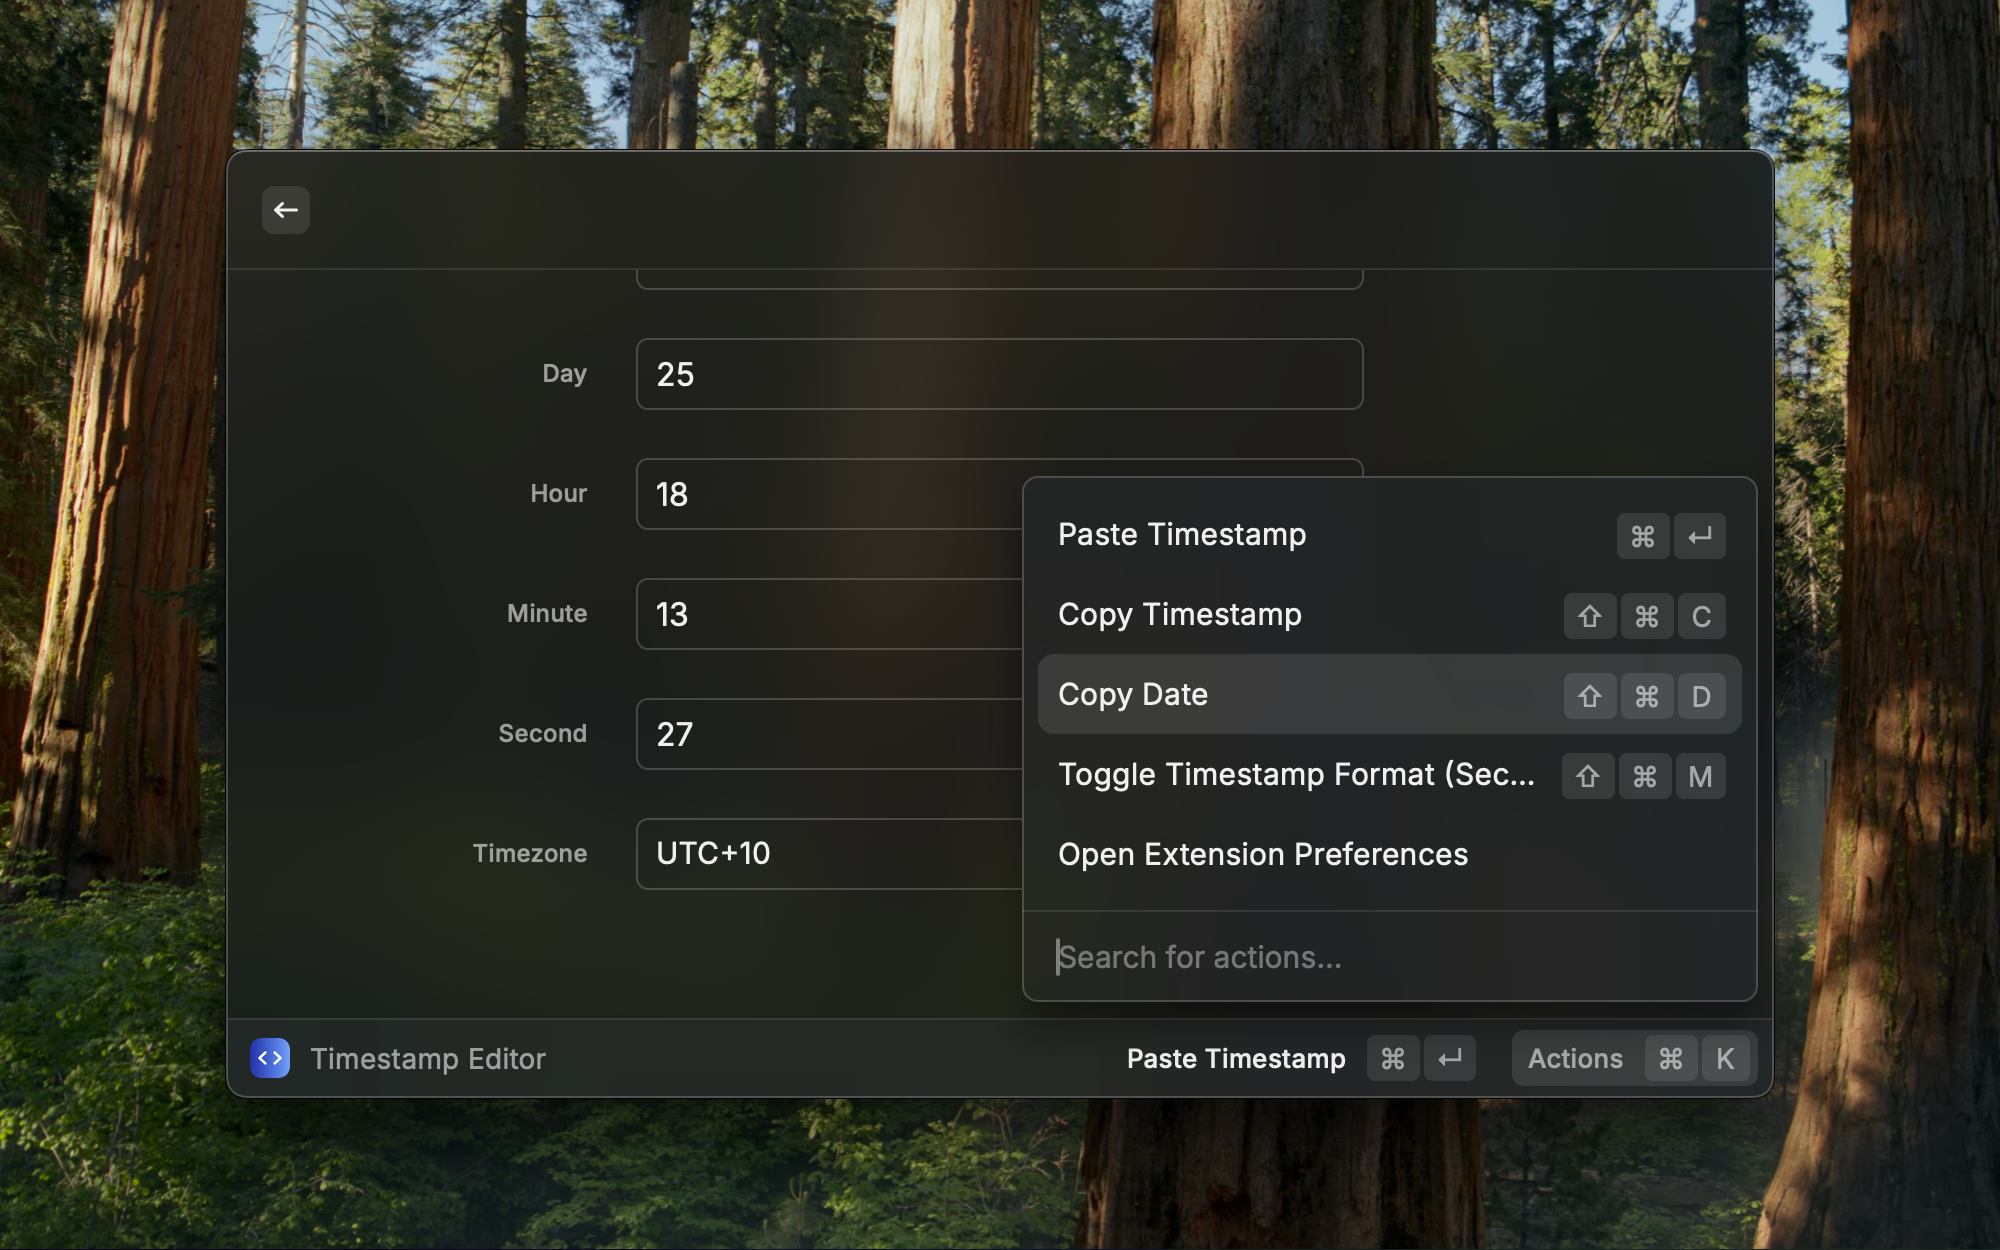 Day
25
Hour
18
Minute
13
Second
27
Timezone
UTC+10
Paste Timestamp ⌘ ↵
Copy Timestamp ⇧ ⌘ C
Copy Date ⇧ ⌘ D
Toggle Timestamp Format (Sec... ⇧ ⌘ M
Open Extension Preferences
Search for actions...
Timestamp Editor
Paste Timestamp ⌘ ↵
Actions ⌘ K